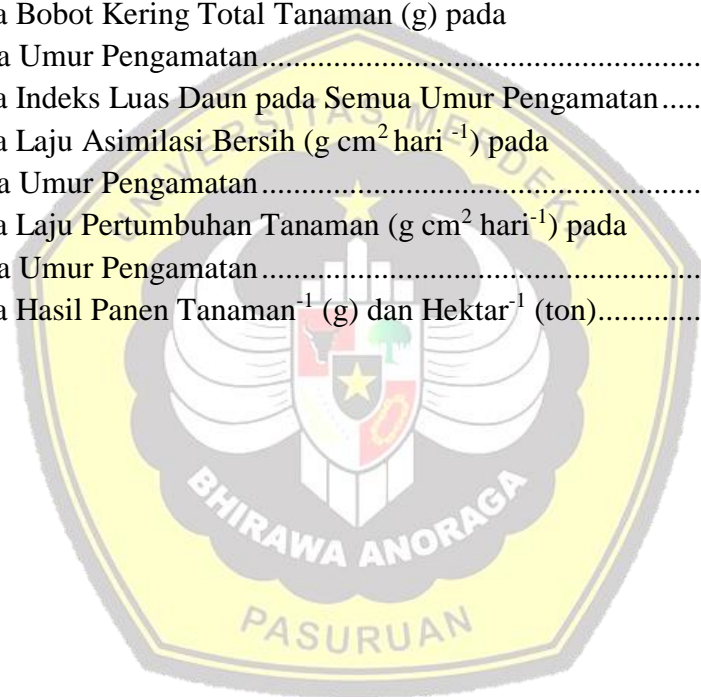 a Bobot Kering Total Tanaman (g) pada
a Umur Pengamatan................................................................
a Indeks Luas Daun pada Semua Umur Pengamatan.....
a Laju Asimilasi Bersih (g cm² hari ⁻¹) pada
a Umur Pengamatan................................................................
a Laju Pertumbuhan Tanaman (g cm² hari⁻¹) pada
a Umur Pengamatan................................................................
a Hasil Panen Tanaman⁻¹ (g) dan Hektar⁻¹ (ton).............
UNIVERSITAS MERDEKA
BHIRAWA ANORAGA
PASURUAN